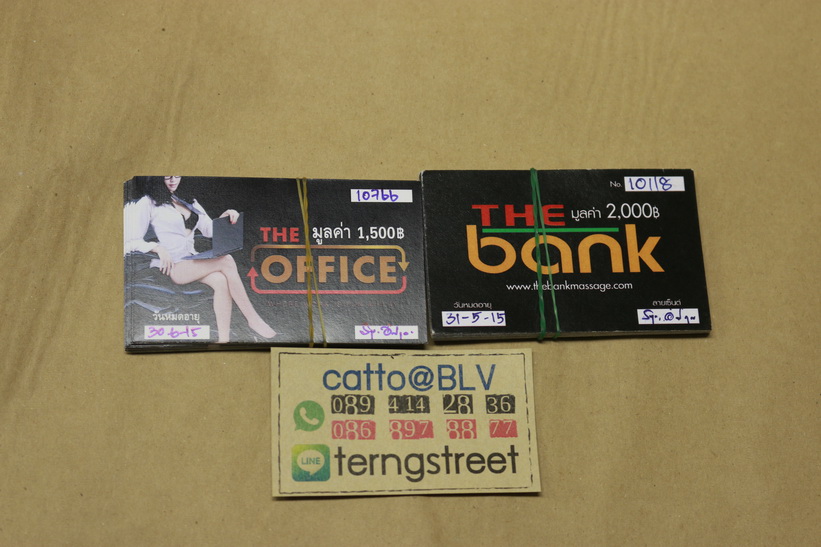 10766
THE มูลค่า 1,500฿
OFFICE
วันหมดอายุ
30-6-15
No. 10118
THE มูลค่า 2,000฿
bank
www.thebankmassage.com
วันหมดอายุ
ลายเซ็นต์
31-5-15
catto@BLV
089 414 28 36
086 897 88 77
LINE
terngstreet